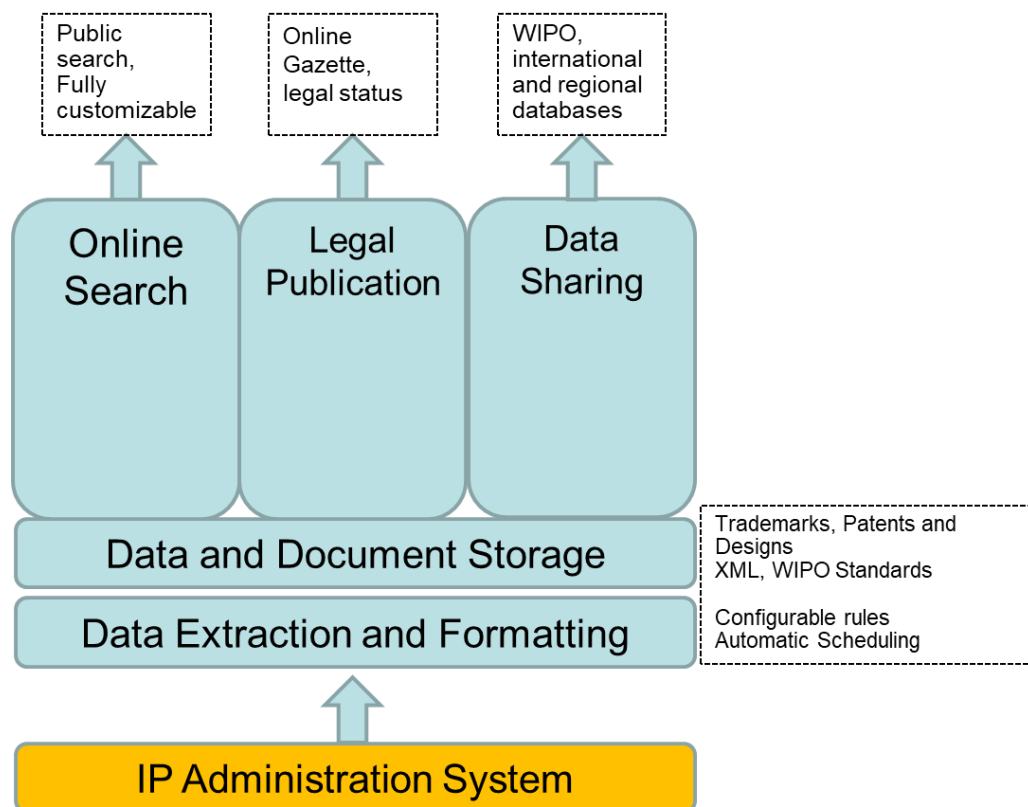 Public
search,
Fully
customizable
Online
Gazette,
legal status
WIPO,
international
and regional
databases
Online
Search
Legal
Publication
Data
Sharing
Data and Document Storage
Trademarks, Patents and
Designs
XML, WIPO Standards
Data Extraction and Formatting
Configurable rules
Automatic Scheduling
IP Administration System